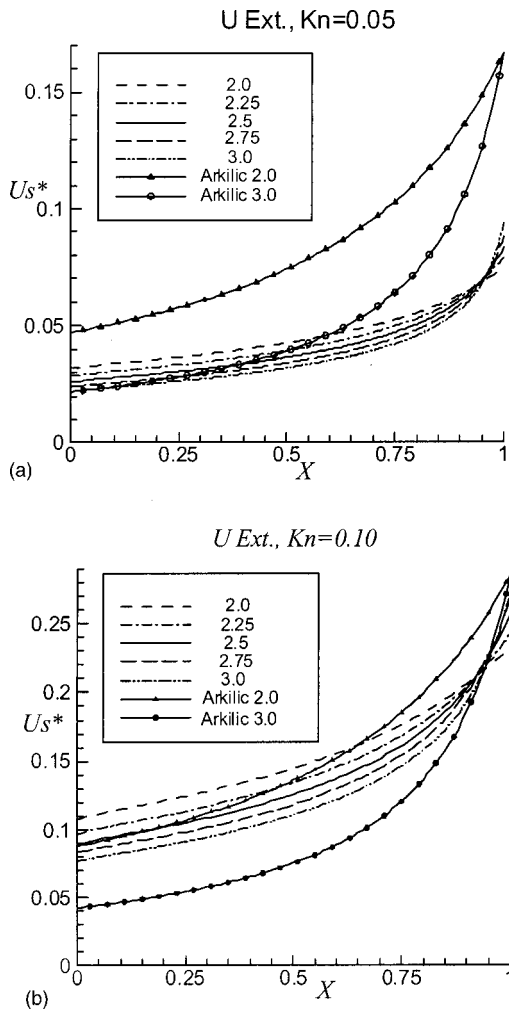 U Ext., Kn=0.05
0.15
0.1
0.05
0
Us*
2.0
2.25
2.5
2.75
3.0
Arkilic 2.0
Arkilic 3.0
0 0.25 0.5 0.75 1
X
(a)
U Ext., Kn=0.10
0.25
0.2
0.15
0.1
0.05
0
Us*
2.0
2.25
2.5
2.75
3.0
Arkilic 2.0
Arkilic 3.0
0 0.25 0.5 0.75 1
X
(b)